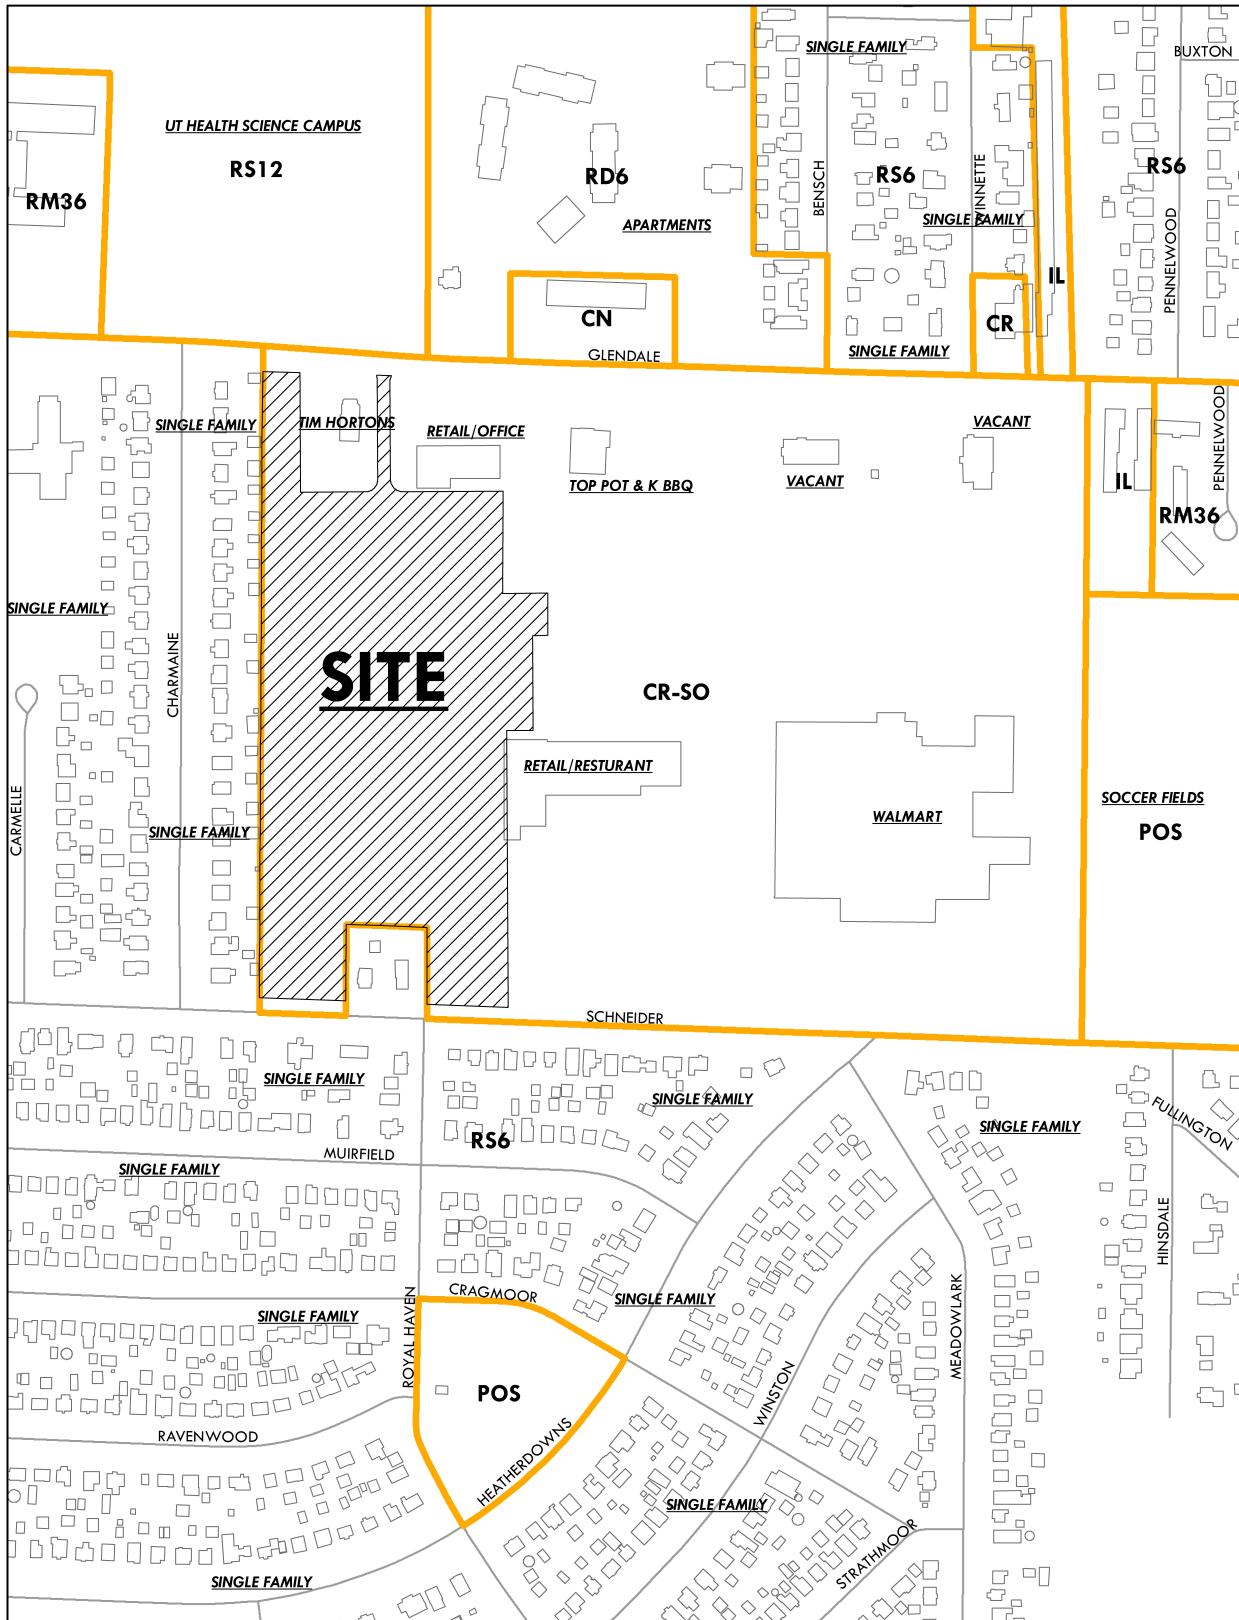 SINGLE FAMILY
BUXTON
UT HEALTH SCIENCE CAMPUS
RS12
RM36
RD6
APARTMENTS
BENSCH
RS6
WINNETTE
SINGLE FAMILY
RS6
PENNELWOOD
IL
CN
CR
GLENDALE
SINGLE FAMILY
SINGLE FAMILY
TIM HORTONS
RETAIL/OFFICE
VACANT
PENNELWOOD
TOP POT & K BBQ
VACANT
IL
RM36
SINGLE FAMILY
CHARMAINE
SITE
CR-SO
RETAIL/RESTURANT
CARMELLE
SINGLE FAMILY
WALMART
SOCCER FIELDS
POS
SCHNEIDER
SINGLE FAMILY
SINGLE FAMILY
SINGLE FAMILY
FULLINGTON
RS6
MUIRFIELD
SINGLE FAMILY
HINSDALE
CRAGMOOR
SINGLE FAMILY
SINGLE FAMILY
ROYAL HAVEN
MEADOWLARK
POS
WINSTON
RAVENWOOD
HEATHERDOWNS
SINGLE FAMILY
STRATHMOOR
SINGLE FAMILY